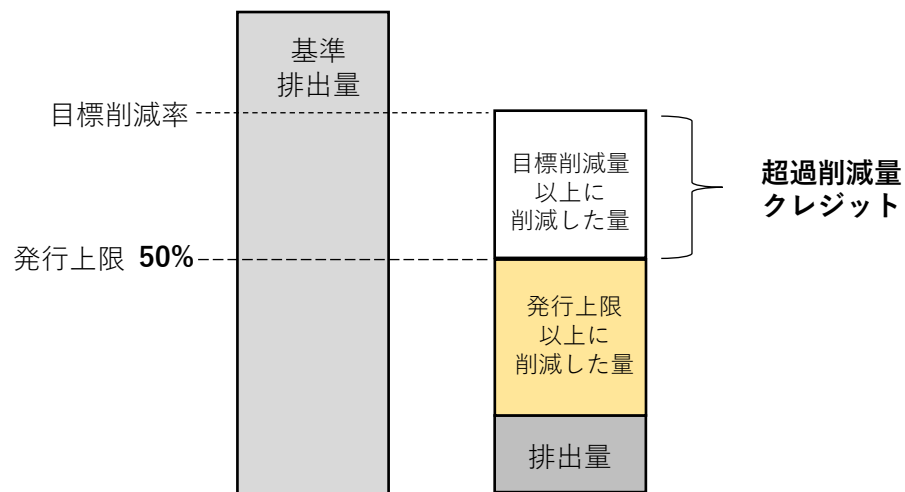 基準
排出量
目標削減率
目標削減量
以上に
削減した量
超過削減量
クレジット
発行上限 50%
発行上限
以上に
削減した量
排出量